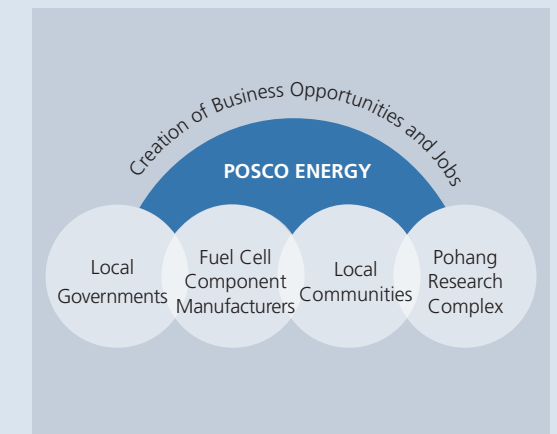 Creation of Business Opportunities and Jobs
POSCO ENERGY
Local
Governments
Fuel Cell
Component
Manufacturers
Local
Communities
Pohang
Research
Complex